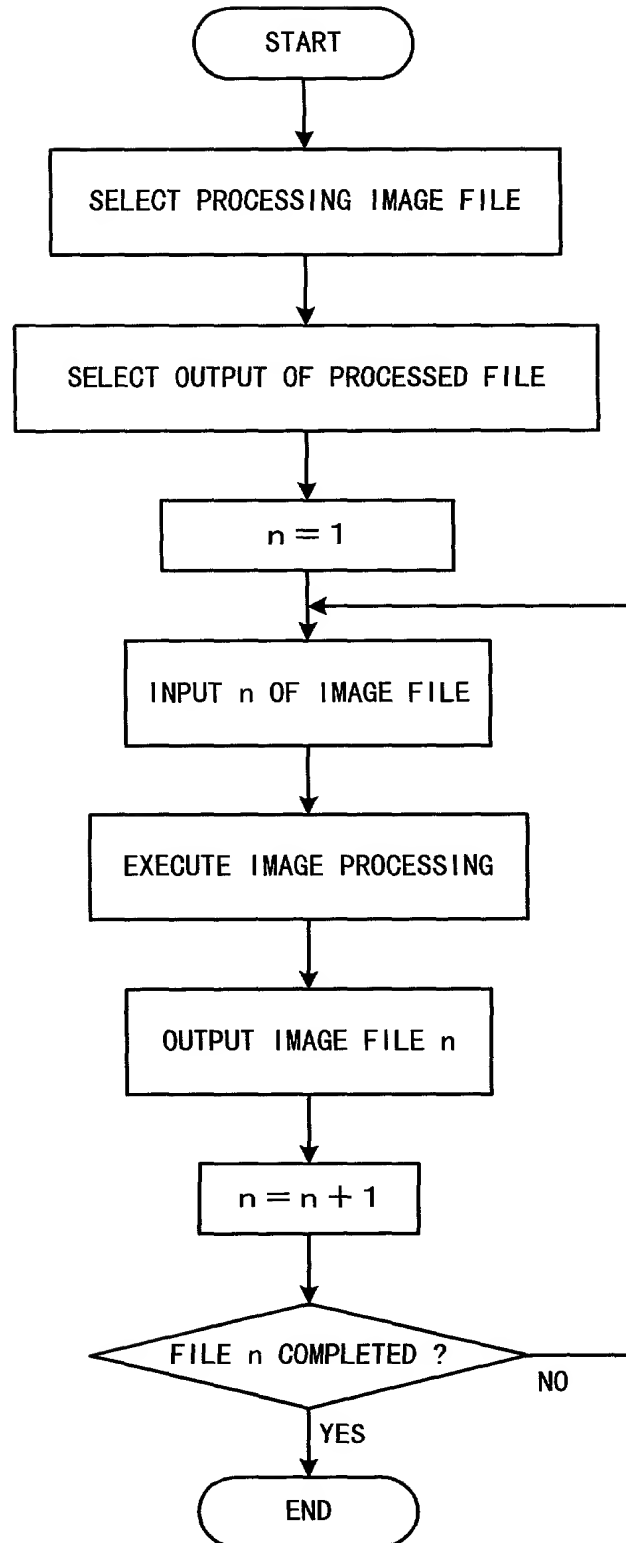 START
SELECT PROCESSING IMAGE FILE
SELECT OUTPUT OF PROCESSED FILE
n = 1
INPUT n OF IMAGE FILE
EXECUTE IMAGE PROCESSING
OUTPUT IMAGE FILE n
n = n + 1
FILE n COMPLETED ?
NO
YES
END